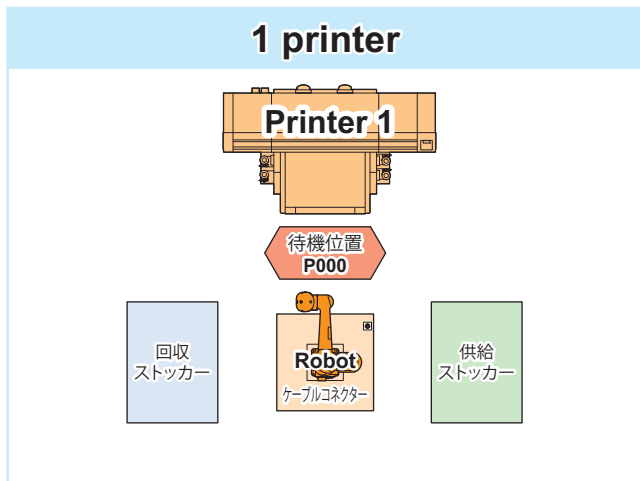 1 printer
Printer 1
待機位置
P000
回収
ストッカー
Robot
ケーブルコネクター
供給
ストッカー